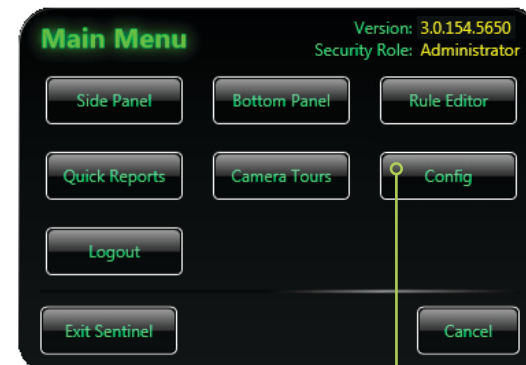 Main Menu
Version: 3.0.154.5650
Security Role: Administrator
Side Panel
Bottom Panel
Rule Editor
Quick Reports
Camera Tours
Config
Logout
Exit Sentinel
Cancel